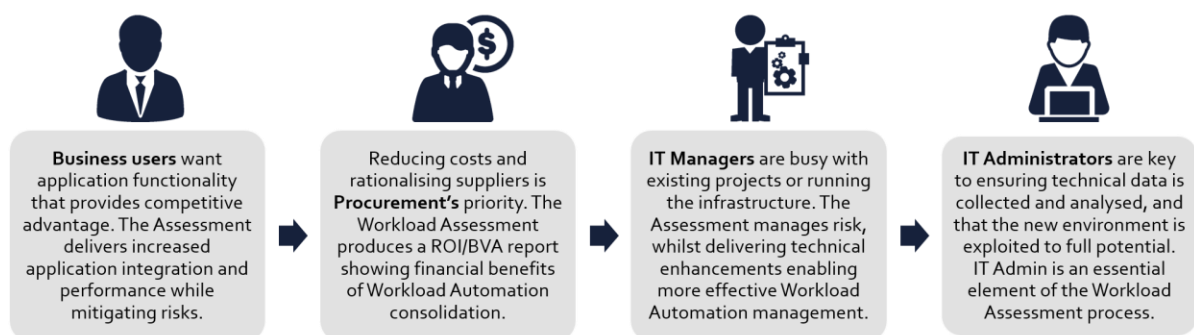 $
Business users want
application functionality
that provides competitive
advantage. The Assessment
delivers increased
application integration and
performance while
mitigating risks.
Reducing costs and
rationalising suppliers is
Procurement’s priority. The
Workload Assessment
produces a ROI/BVA report
showing financial benefits
of Workload Automation
consolidation.
IT Managers are busy with
existing projects or running
the infrastructure. The
Assessment manages risk,
whilst delivering technical
enhancements enabling
more effective Workload
Automation management.
IT Administrators are key
to ensuring technical data is
collected and analysed, and
that the new environment is
exploited to full potential.
IT Admin is an essential
element of the Workload
Assessment process.